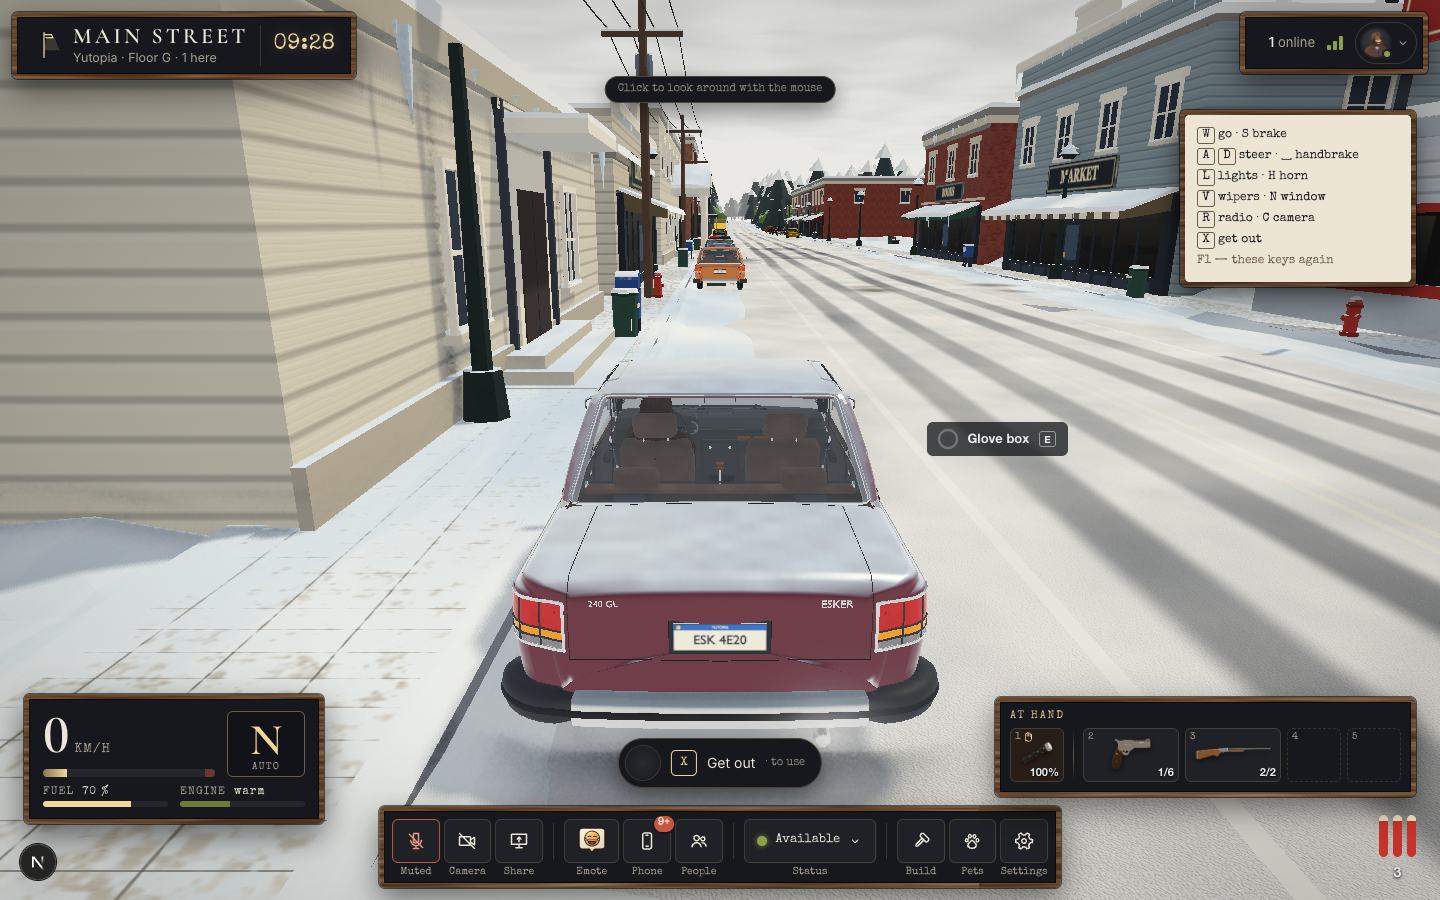 MAIN STREET
Yutopia · Floor G · 1 here
09:28
1 online
Click to look around with the mouse
W go · S brake
A D steer · ⎵ handbrake
L lights · H horn
V wipers · N window
R radio · C camera
X get out
F1 — these keys again
MARKET
BOOKS
Glove box E
240 GL
ESKER
YUTOPIA
ESK 4E20
0 KM/H
N
AUTO
FUEL 70 %
ENGINE warm
X Get out · to use
AT HAND
1
100%
2
1/6
3
2/2
4
5
N
9+
Available
Muted
Camera
Share
Emote
Phone
People
Status
Build
Pets
Settings
3